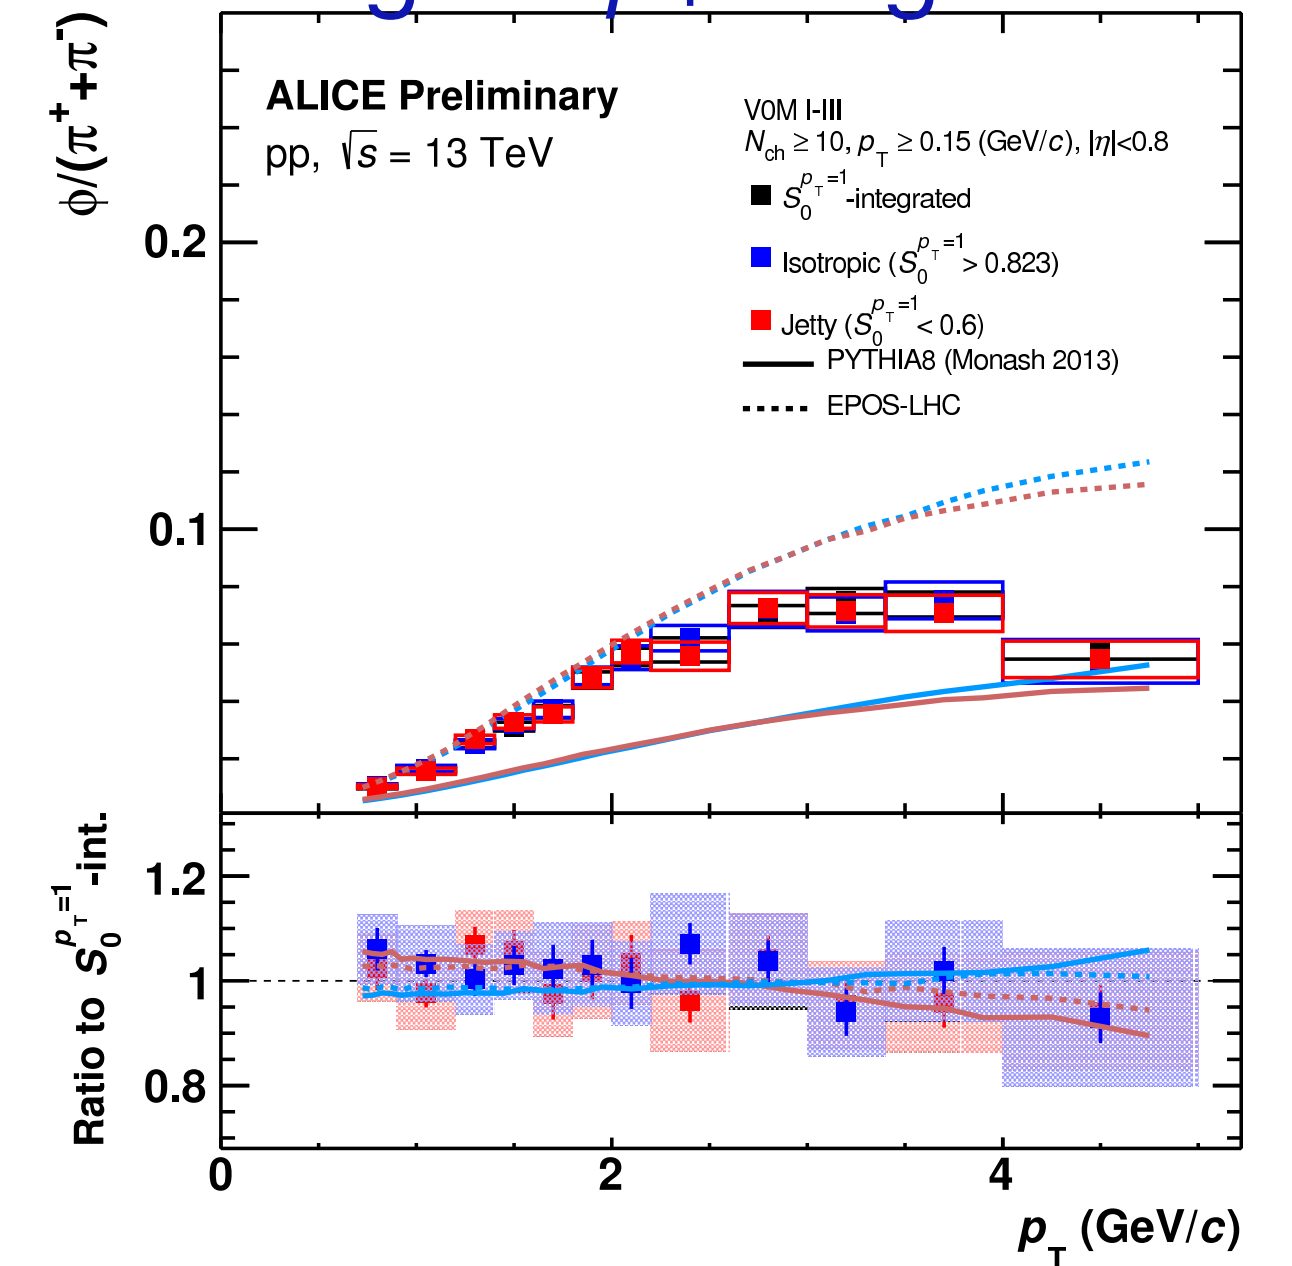 ϕ/(π⁺+π⁻)
ALICE Preliminary
pp, √s = 13 TeV
V0M I-III
N_ch ≥ 10, p_T ≥ 0.15 (GeV/c), |η|<0.8
S_0^{p_T=1}-integrated
Isotropic (S_0^{p_T=1} > 0.823)
Jetty (S_0^{p_T=1} < 0.6)
PYTHIA8 (Monash 2013)
EPOS-LHC
0.2
0.1
Ratio to S_0^{p_T=1}-int.
1.2
1
0.8
0
2
4
p_T (GeV/c)